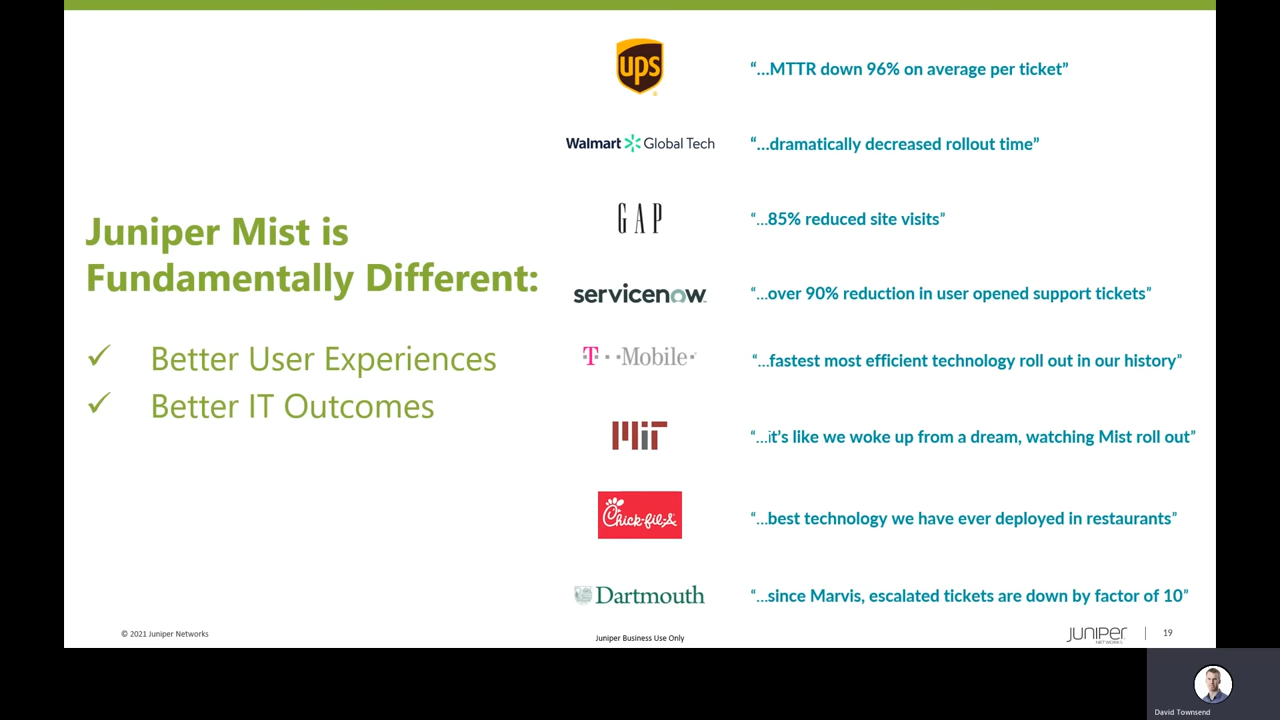 Juniper Mist is
Fundamentally Different:
✓ Better User Experiences
✓ Better IT Outcomes
ups
“...MTTR down 96% on average per ticket”
Walmart Global Tech
“...dramatically decreased rollout time”
GAP
“...85% reduced site visits”
servicenow
“...over 90% reduction in user opened support tickets”
T··Mobile·
“...fastest most efficient technology roll out in our history”
MIT
“...it’s like we woke up from a dream, watching Mist roll out”
Chick-fil-A
“...best technology we have ever deployed in restaurants”
Dartmouth
“...since Marvis, escalated tickets are down by factor of 10”
© 2021 Juniper Networks
Juniper Business Use Only
JUNIPER NETWORKS | 19
David Townsend